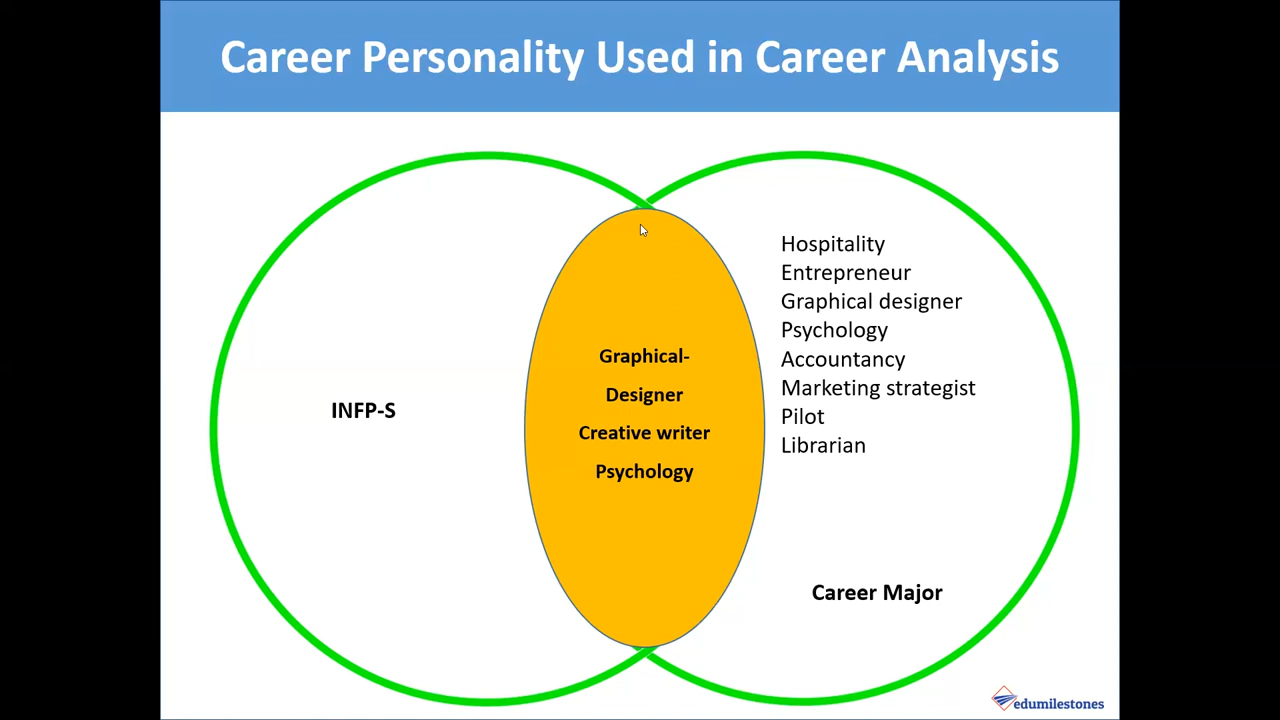 Career Personality Used in Career Analysis
INFP-S
Graphical-
Designer
Creative writer
Psychology
Hospitality
Entrepreneur
Graphical designer
Psychology
Accountancy
Marketing strategist
Pilot
Librarian
Career Major
edumilestones